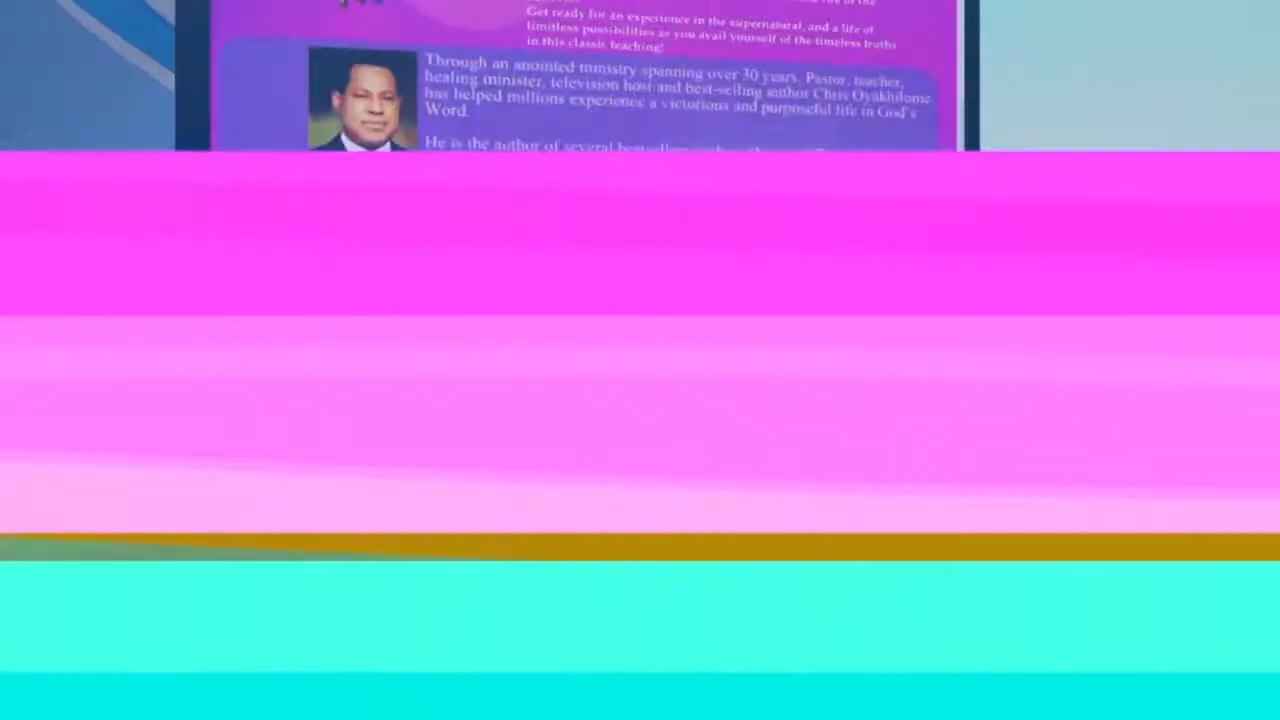 Get ready for an experience in the supernatural, and a life of
limitless possibilities as you avail yourself of the timeless truths
in this classic teaching!
Through an anointed ministry spanning over 30 years, Pastor, teacher,
healing minister, television host and best-selling author Chris Oyakhilome
has helped millions experience a victorious and purposeful life in God's
Word.
He is the author of several